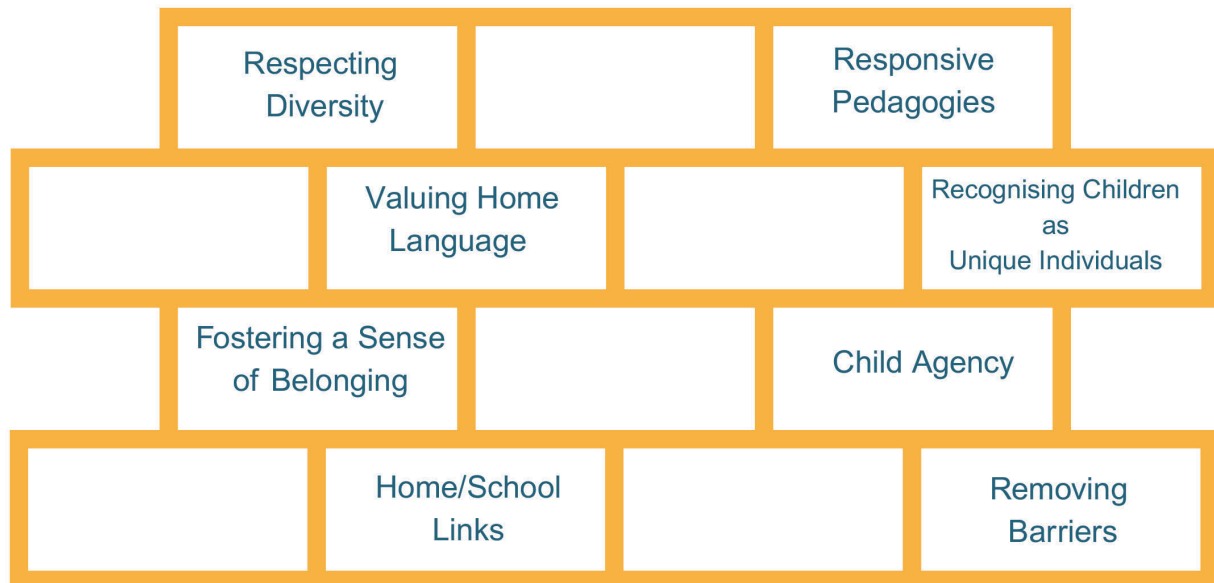 Respecting
Diversity
Responsive
Pedagogies
Valuing Home
Language
Recognising Children
as
Unique Individuals
Fostering a Sense
of Belonging
Child Agency
Home/School
Links
Removing
Barriers